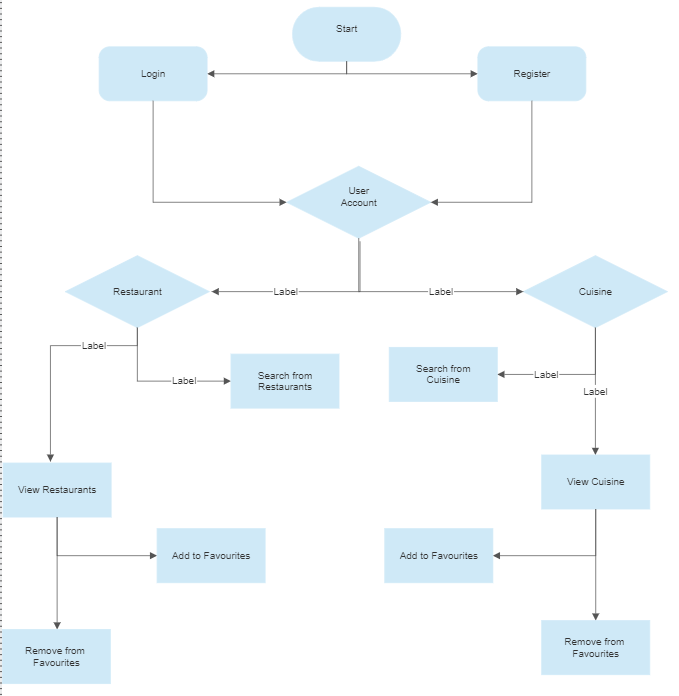 Start
Login
Register
User
Account
Restaurant
Label
Label
Cuisine
Label
Label
Search from
Restaurants
Search from
Cuisine
Label
Label
View Restaurants
View Cuisine
Add to Favourites
Add to Favourites
Remove from
Favourites
Remove from
Favourites